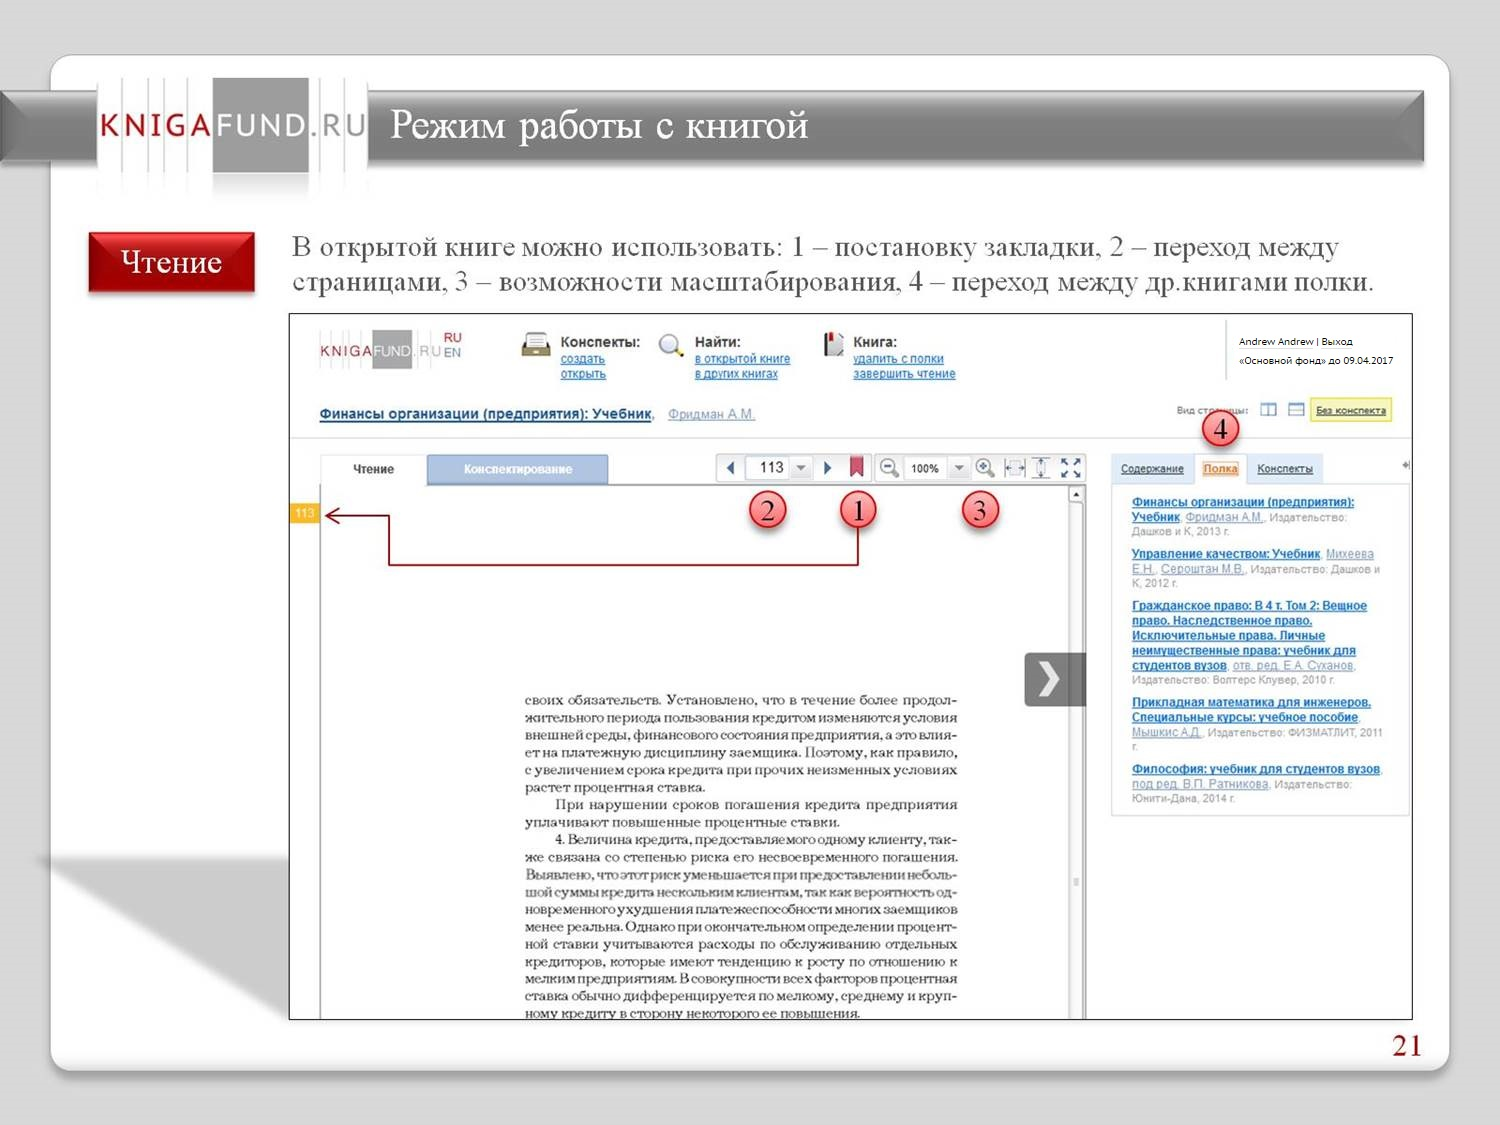 KNIGAFUND.RU
Режим работы с книгой
Чтение
В открытой книге можно использовать: 1 – постановку закладки, 2 – переход между
страницами, 3 – возможности масштабирования, 4 – переход между др.книгами полки.
KNIGAFUND.RU
RU
EN
Конспекты:
создать
открыть
Найти:
в открытой книге
в других книгах
Книга:
удалить с полки
завершить чтение
Andrew Andrew | Выход
«Основной фонд» до 09.04.2017
Финансы организации (предприятия): Учебник, Фридман А.М.
Вид страницы:
Без конспекта
4
Чтение
Конспектирование
113
100%
Содержание
Полка
Конспекты
113
2
1
3
Финансы организации (предприятия):
Учебник, Фридман А.М., Издательство:
Дашков и К, 2013 г.
Управление качеством: Учебник, Михеева
Е.Н., Сероштан М.В., Издательство: Дашков и
К, 2012 г.
Гражданское право: В 4 т. Том 2: Вещное
право. Наследственное право.
Исключительные права. Личные
неимущественные права: учебник для
студентов вузов, отв. ред. Е.А. Суханов,
Издательство: Волтерс Клувер, 2010 г.
Прикладная математика для инженеров.
Специальные курсы: учебное пособие,
Мышкис А.Д., Издательство: ФИЗМАТЛИТ, 2011
г.
Философия: учебник для студентов вузов,
под ред. В.П. Ратникова, Издательство:
Юнити-Дана, 2014 г.
своих обязательств. Установлено, что в течение более продол-
жительного периода пользования кредитом изменяются условия
внешней среды, финансового состояния предприятия, а это влия-
ет на платежную дисциплину заемщика. Поэтому, как правило,
с увеличением срока кредита при прочих неизменных условиях
растет процентная ставка.
При нарушении сроков погашения кредита предприятия
уплачивают повышенные процентные ставки.
4. Величина кредита, предоставляемого одному клиенту, так-
же связана со степенью риска его несвоевременного погашения.
Выявлено, что этот риск уменьшается при предоставлении неболь-
шой суммы кредита нескольким клиентам, так как вероятность од-
новременного ухудшения платежеспособности многих заемщиков
менее реальна. Однако при окончательном определении процент-
ной ставки учитываются расходы по обслуживанию отдельных
кредиторов, которые имеют тенденцию к росту по отношению к
мелким предприятиям. В совокупности всех факторов процентная
ставка обычно дифференцируется по мелкому, среднему и круп-
ному кредиту в сторону некоторого ее повышения.
21